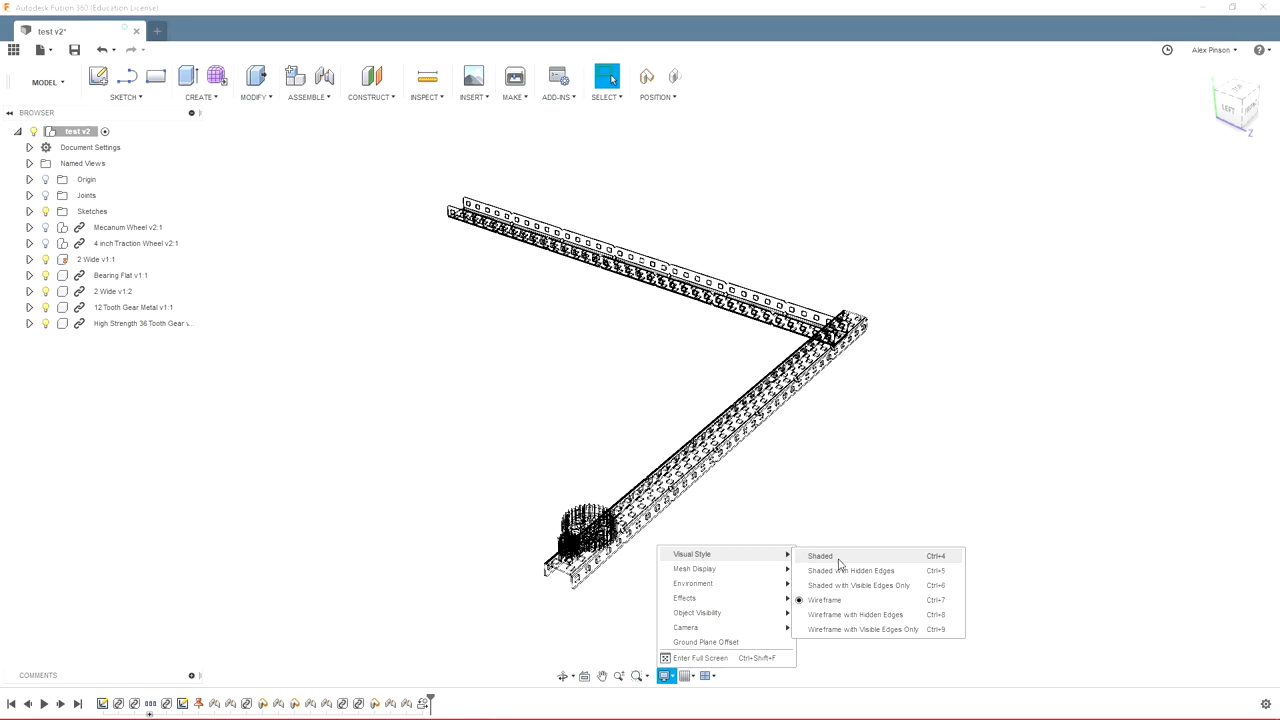 Autodesk Fusion 360 (Education License)
test v2*
Alex Pinson
MODEL
SKETCH
CREATE
MODIFY
ASSEMBLE
CONSTRUCT
INSPECT
INSERT
MAKE
ADD-INS
SELECT
POSITION
BROWSER
test v2
Document Settings
Named Views
Origin
Joints
Sketches
Mecanum Wheel v2:1
4 inch Traction Wheel v2:1
2 Wide v1:1
Bearing Flat v1:1
2 Wide v1:2
12 Tooth Gear Metal v1:1
High Strength 36 Tooth Gear v...
LEFT
Z
Visual Style
Mesh Display
Environment
Effects
Object Visibility
Camera
Ground Plane Offset
Enter Full Screen Ctrl+Shift+F
Shaded Ctrl+4
Shaded with Hidden Edges Ctrl+5
Shaded with Visible Edges Only Ctrl+6
Wireframe Ctrl+7
Wireframe with Hidden Edges Ctrl+8
Wireframe with Visible Edges Only Ctrl+9
COMMENTS